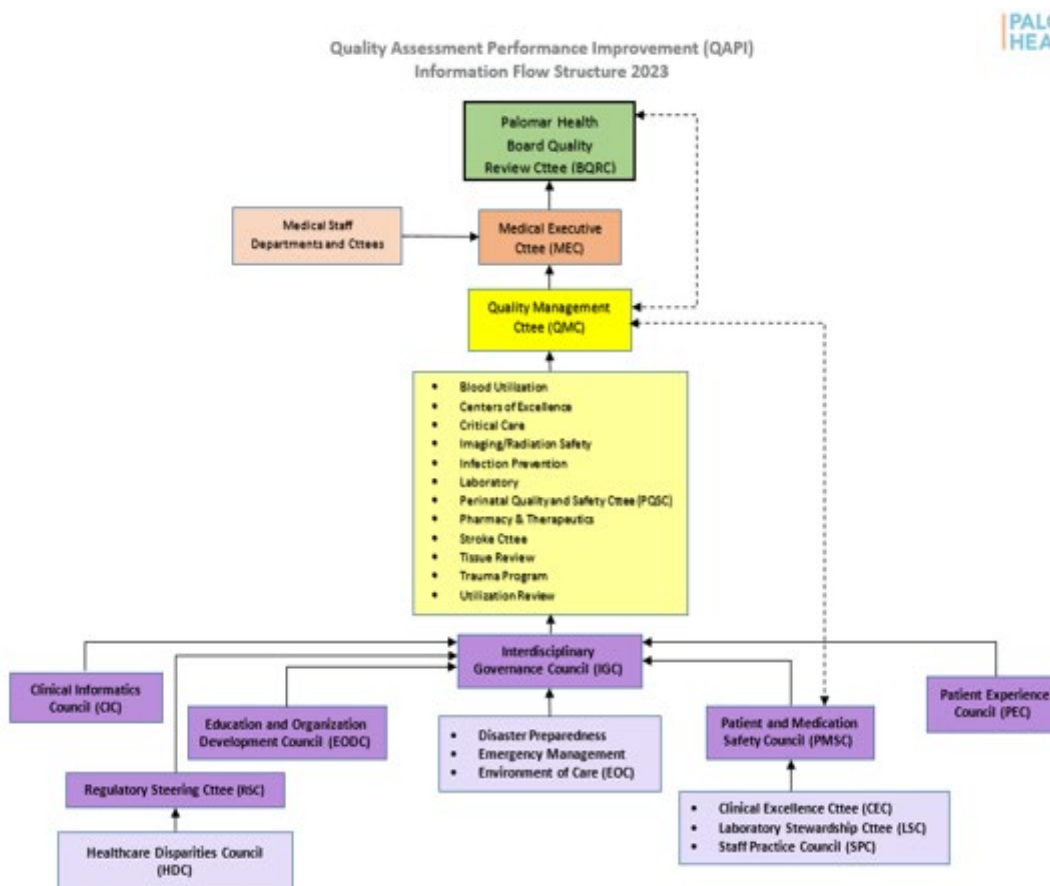 PALO
HEA
Quality Assessment Performance Improvement (QAPI)
Information Flow Structure 2023
Palomar Health
Board Quality
Review Cttee (BQRC)
Medical Staff
Departments and Cttees
Medical Executive
Cttee (MEC)
Quality Management
Cttee (QMC)
• Blood Utilization
• Centers of Excellence
• Critical Care
• Imaging/Radiation Safety
• Infection Prevention
• Laboratory
• Perinatal Quality and Safety Cttee (PQSC)
• Pharmacy & Therapeutics
• Stroke Cttee
• Tissue Review
• Trauma Program
• Utilization Review
Interdisciplinary
Governance Council (IGC)
Clinical Informatics
Council (CIC)
Education and Organization
Development Council (EODC)
• Disaster Preparedness
• Emergency Management
• Environment of Care (EOC)
Patient and Medication
Safety Council (PMSC)
Patient Experience
Council (PEC)
Regulatory Steering Cttee (RSC)
Healthcare Disparities Council
(HDC)
• Clinical Excellence Cttee (CEC)
• Laboratory Stewardship Cttee (LSC)
• Staff Practice Council (SPC)